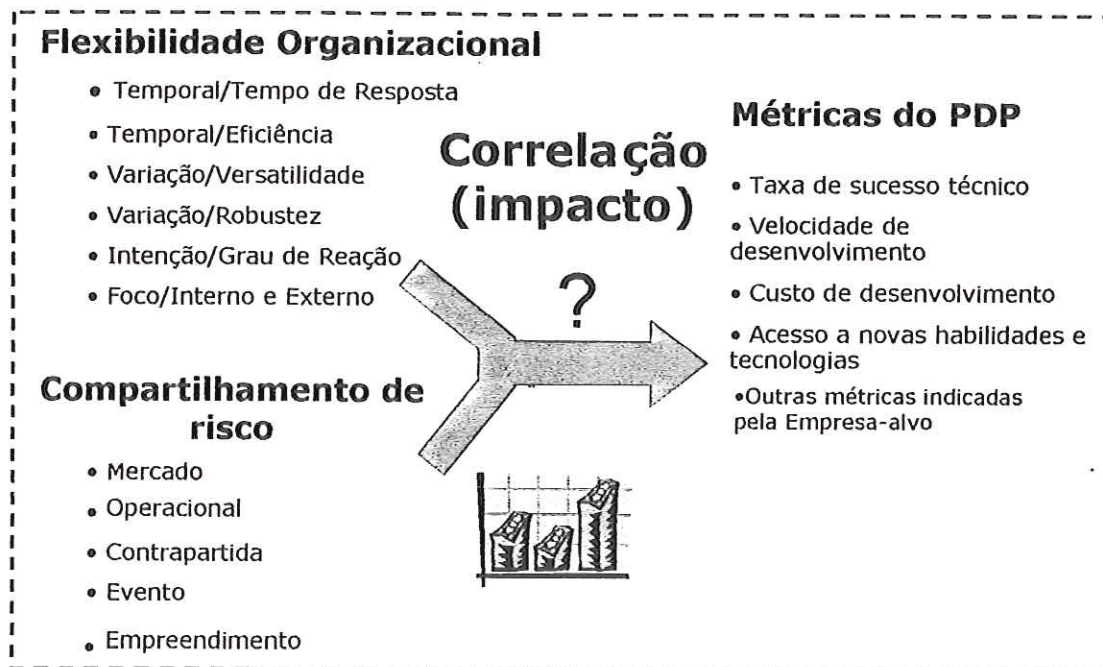 Flexibilidade Organizacional
• Temporal/Tempo de Resposta
• Temporal/Eficiência
• Variação/Versatilidade
• Variação/Robustez
• Intenção/Grau de Reação
• Foco/Interno e Externo
Compartilhamento de
risco
• Mercado
• Operacional
• Contrapartida
• Evento
• Empreendimento
Correlação
(impacto)
?
Métricas do PDP
• Taxa de sucesso técnico
• Velocidade de
desenvolvimento
• Custo de desenvolvimento
• Acesso a novas habilidades e
tecnologias
•Outras métricas indicadas
pela Empresa-alvo